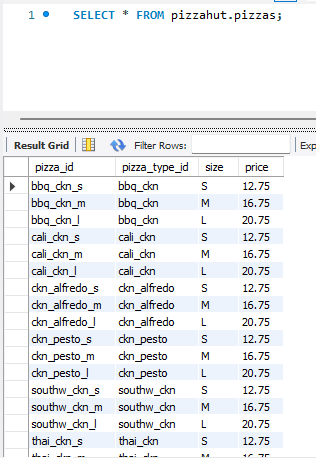 1 SELECT * FROM pizzahut.pizzas;
Result Grid Filter Rows: Exp
pizza_id pizza_type_id size price
bbq_ckn_s bbq_ckn S 12.75
bbq_ckn_m bbq_ckn M 16.75
bbq_ckn_l bbq_ckn L 20.75
cali_ckn_s cali_ckn S 12.75
cali_ckn_m cali_ckn M 16.75
cali_ckn_l cali_ckn L 20.75
ckn_alfredo_s ckn_alfredo S 12.75
ckn_alfredo_m ckn_alfredo M 16.75
ckn_alfredo_l ckn_alfredo L 20.75
ckn_pesto_s ckn_pesto S 12.75
ckn_pesto_m ckn_pesto M 16.75
ckn_pesto_l ckn_pesto L 20.75
southw_ckn_s southw_ckn S 12.75
southw_ckn_m southw_ckn M 16.75
southw_ckn_l southw_ckn L 20.75
thai_ckn_s thai_ckn S 12.75
thai_ckn_m thai_ckn M 16.75